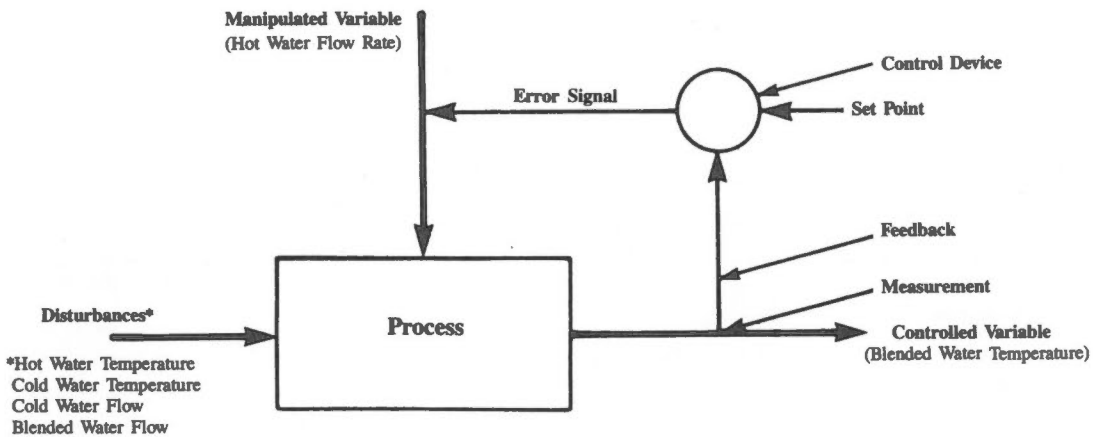 Manipulated Variable
(Hot Water Flow Rate)
Control Device
Error Signal
Set Point
Feedback
Measurement
Disturbances*
Process
Controlled Variable
(Blended Water Temperature)
*Hot Water Temperature
Cold Water Temperature
Cold Water Flow
Blended Water Flow